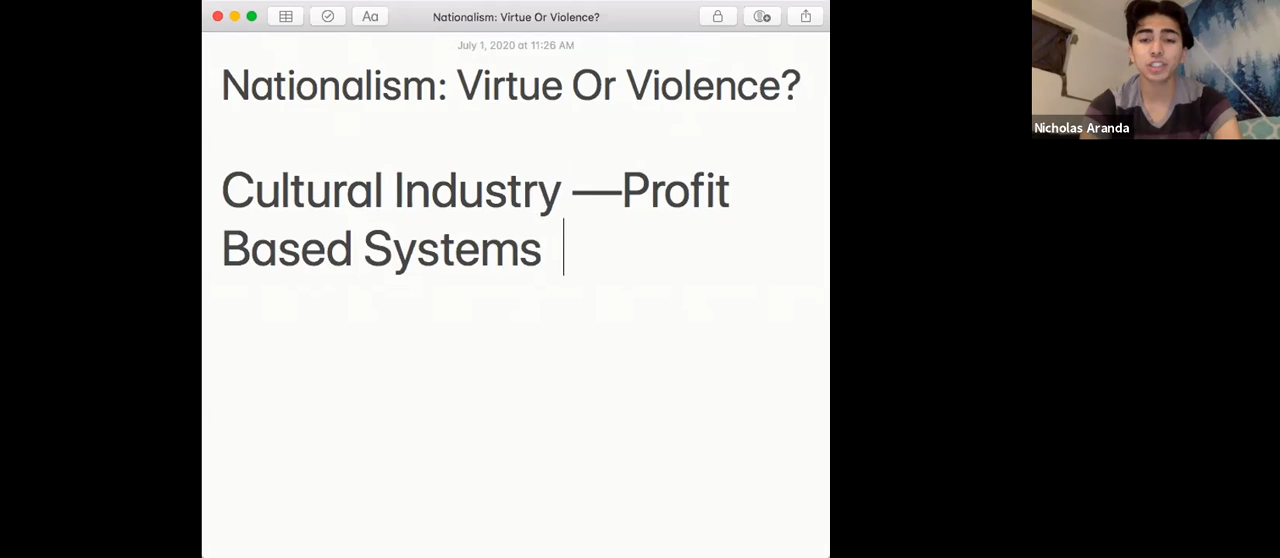 Nationalism: Virtue Or Violence?
Aa
July 1, 2020 at 11:26 AM
Nationalism: Virtue Or Violence?
Cultural Industry —Profit
Based Systems
Nicholas Aranda